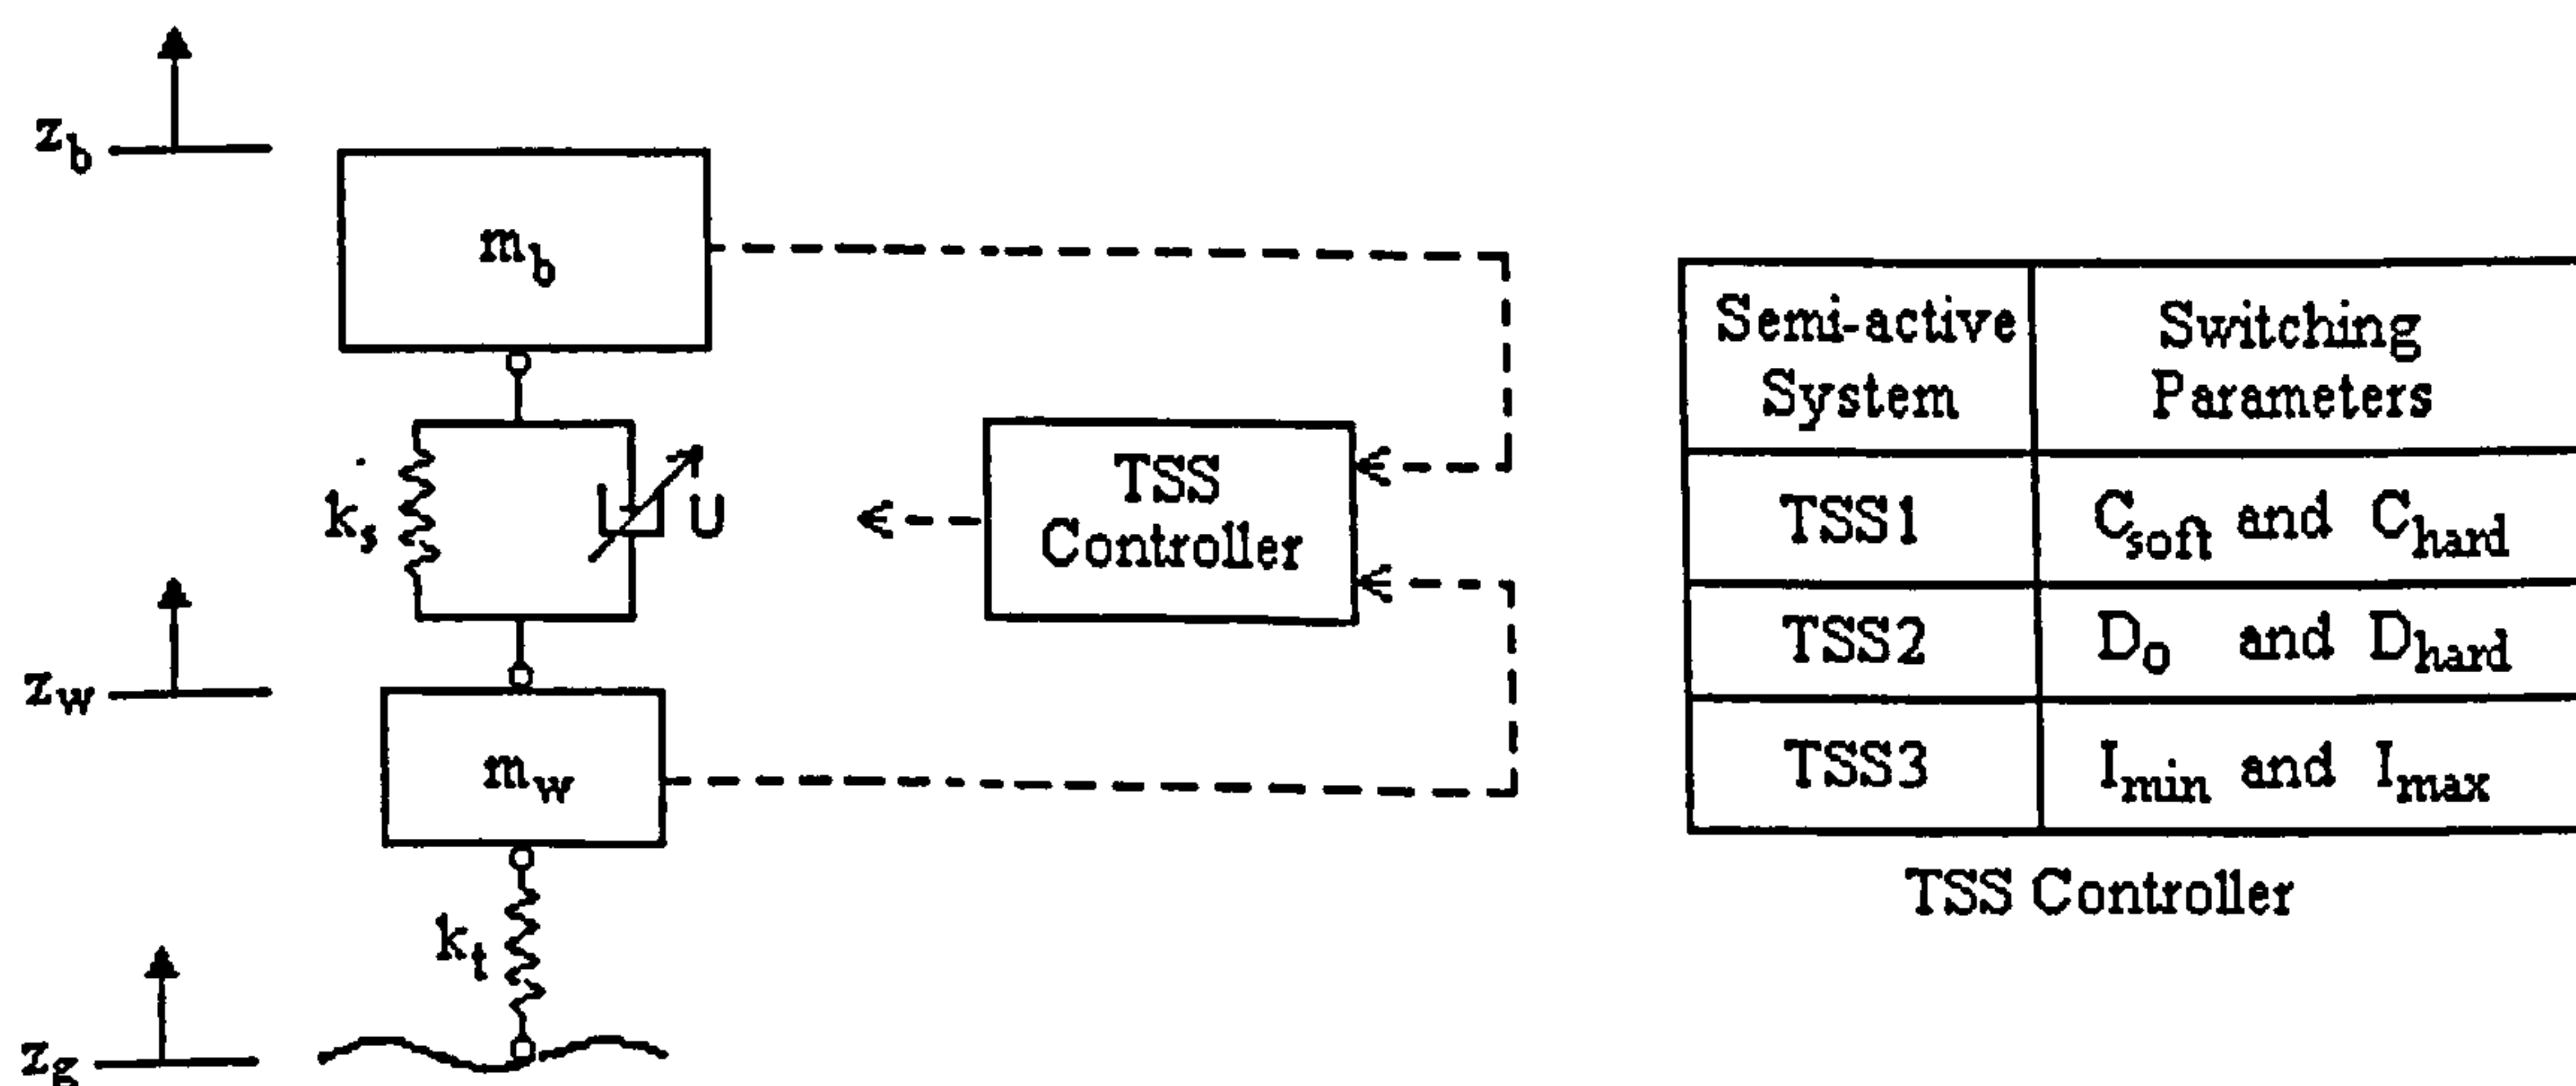 z_b
m_b
k_s
U
TSS
Controller
z_w
m_w
k_t
z_g
Semi-active
System
Switching
Parameters
TSS1
C_soft and C_hard
TSS2
D_o and D_hard
TSS3
I_min and I_max
TSS Controller